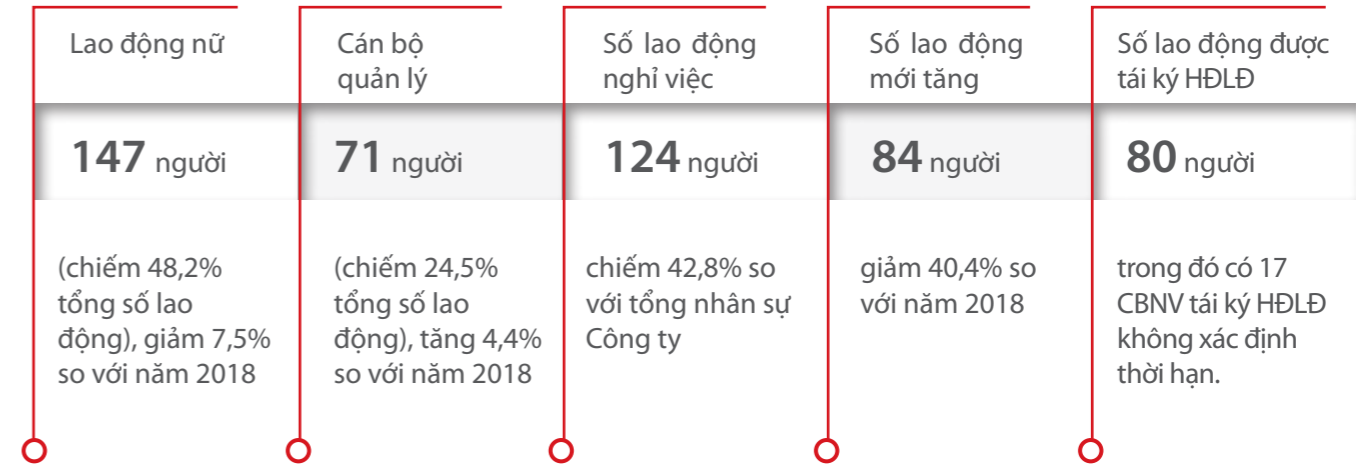 Lao động nữ
147 người
(chiếm 48,2%
tổng số lao
động), giảm 7,5%
so với năm 2018
Cán bộ
quản lý
71 người
(chiếm 24,5%
tổng số lao
động), tăng 4,4%
so với năm 2018
Số lao động
nghỉ việc
124 người
chiếm 42,8% so
với tổng nhân sự
Công ty
Số lao động
mới tăng
84 người
giảm 40,4% so
với năm 2018
Số lao động được
tái ký HĐLĐ
80 người
trong đó có 17
CBNV tái ký HĐLĐ
không xác định
thời hạn.